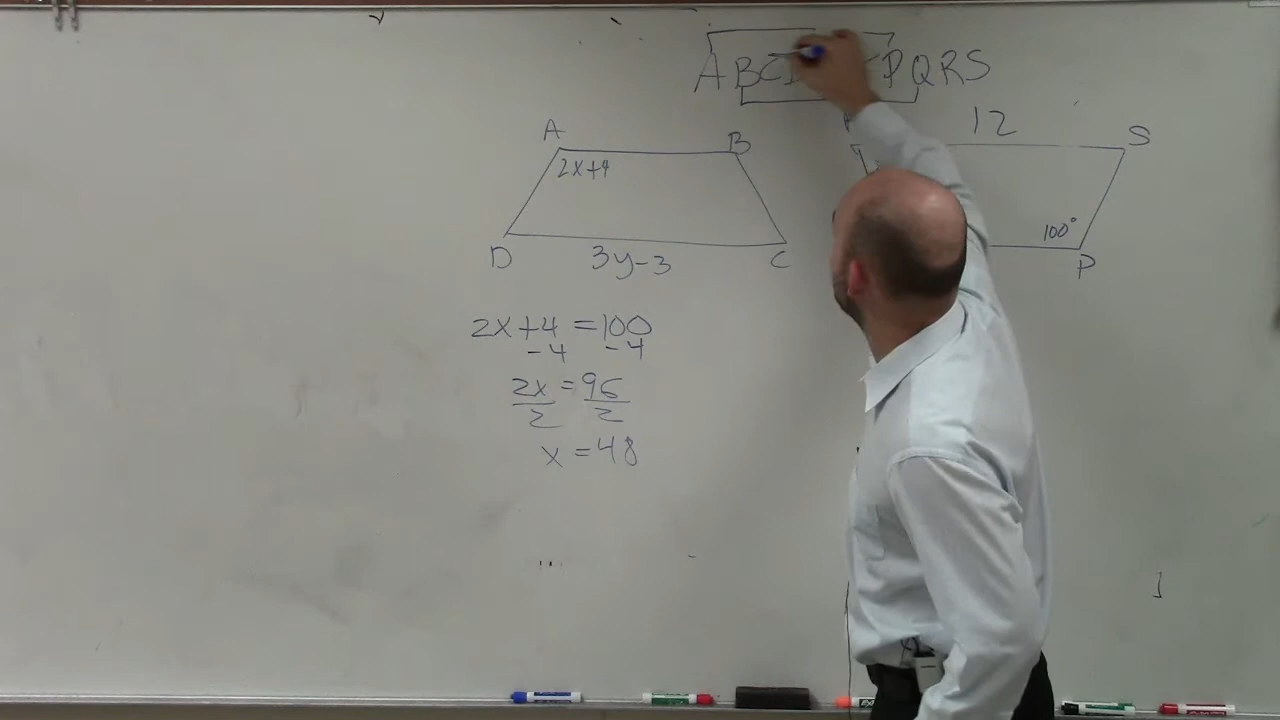 ABC PQRS
12
A B S
2x+4
100°
D 3y-3 C P
2x+4=100
-4 -4
2x=96
2 2
x=48